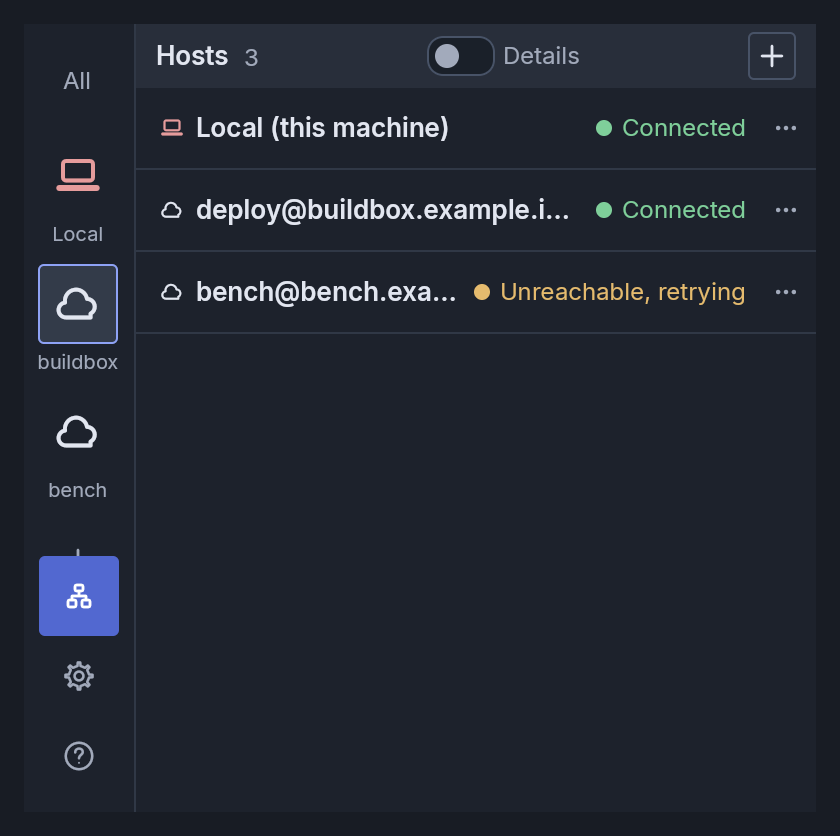 All
Local
buildbox
bench
Hosts 3
Details
Local (this machine)
Connected
deploy@buildbox.example.i...
Connected
bench@bench.exa...
Unreachable, retrying